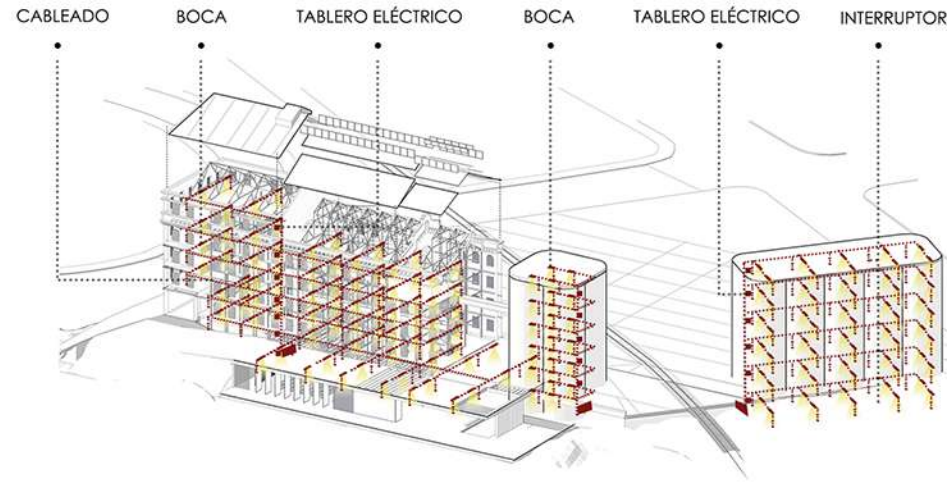 CABLEADO
BOCA
TABLERO ELÉCTRICO
BOCA
TABLERO ELÉCTRICO
INTERRUPTOR